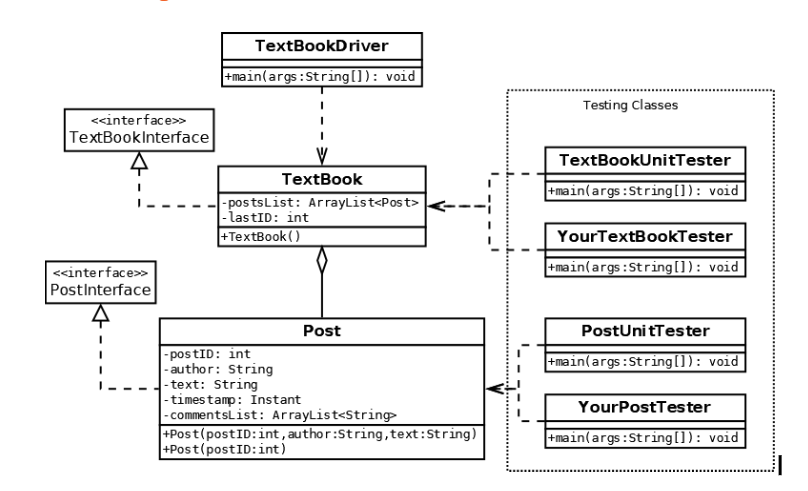 TextBookDriver
+main(args:String[]): void
<<interface>>
TextBookInterface
TextBook
-postsList: ArrayList<Post>
-lastID: int
+TextBook()
<<interface>>
PostInterface
Post
-postID: int
-author: String
-text: String
-timestamp: Instant
-commentsList: ArrayList<String>
+Post(postID:int,author:String,text:String)
+Post(postID:int)
Testing Classes
TextBookUnitTester
+main(args:String[]): void
YourTextBookTester
+main(args:String[]): void
PostUnitTester
+main(args:String[]): void
YourPostTester
+main(args:String[]): void